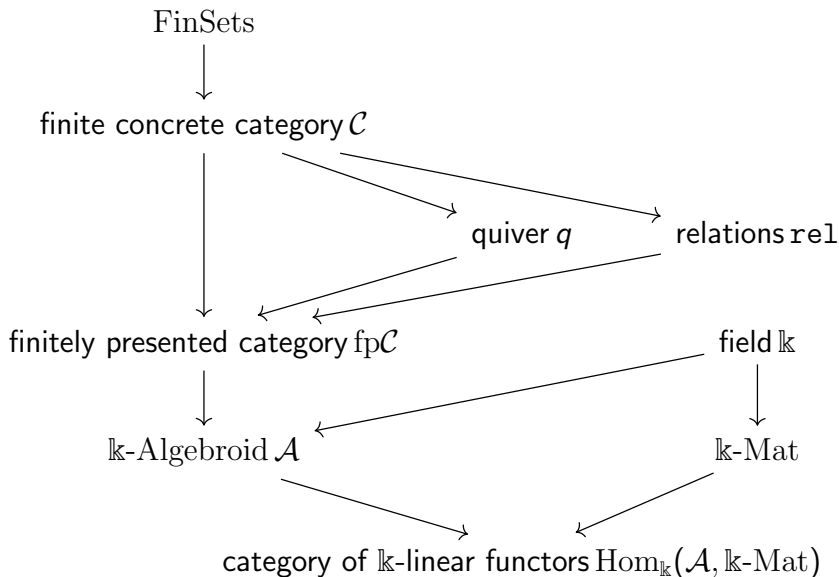 FinSets
finite concrete category 𝒞
quiver q relations rel
finitely presented category fp𝒞 field 𝕜
𝕜-Algebroid 𝒜 𝕜-Mat
category of 𝕜-linear functors Hom𝕜(𝒜, 𝕜-Mat)